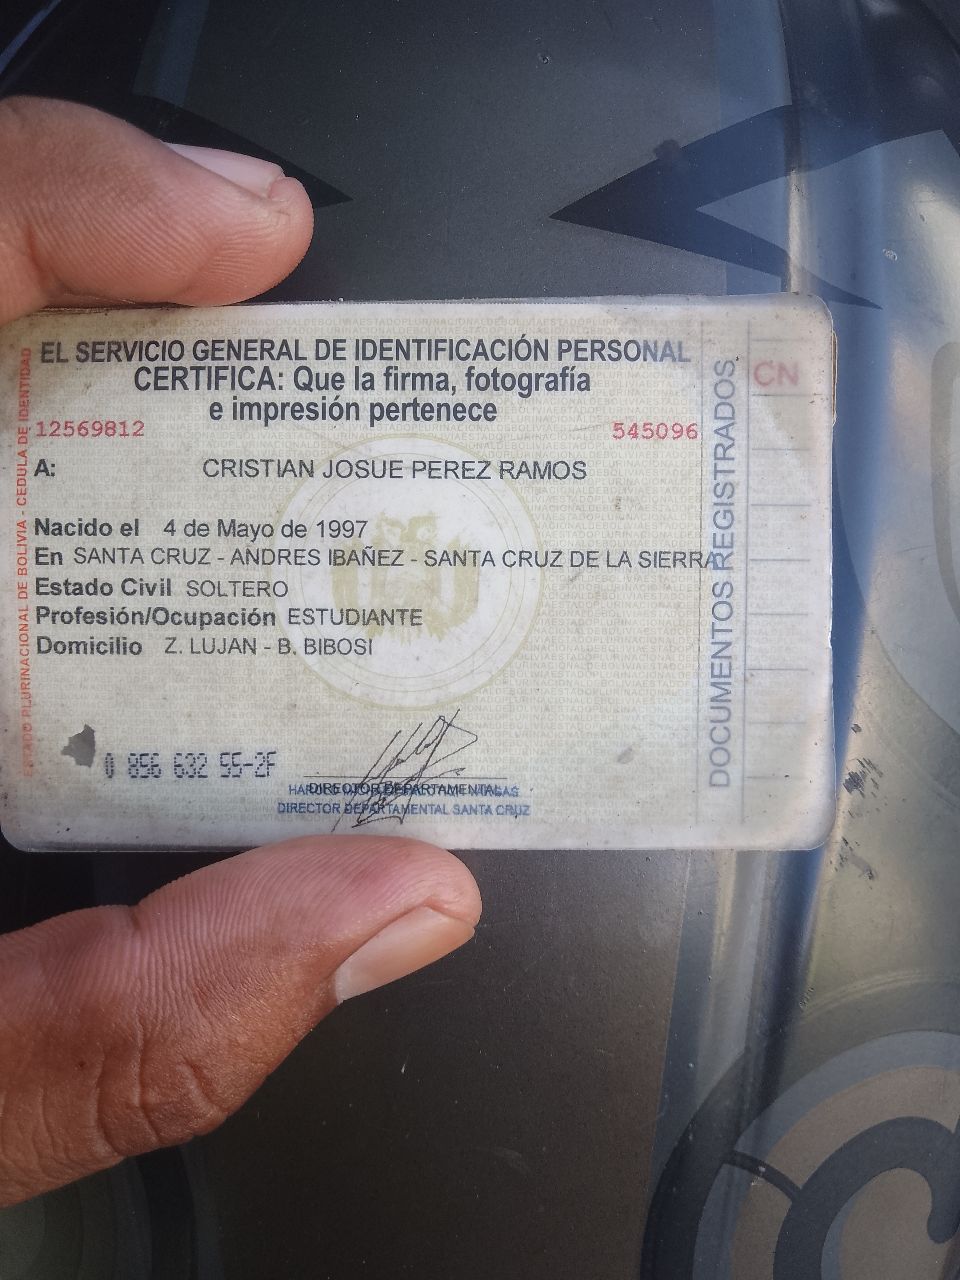 EL SERVICIO GENERAL DE IDENTIFICACIÓN PERSONAL
CERTIFICA: Que la firma, fotografía
e impresión pertenece
12569812
545096
A: CRISTIAN JOSUE PEREZ RAMOS
Nacido el 4 de Mayo de 1997
En SANTA CRUZ - ANDRES IBAÑEZ - SANTA CRUZ DE LA SIERRA
Estado Civil SOLTERO
Profesión/Ocupación ESTUDIANTE
Domicilio Z. LUJAN - B. BIBOSI
0 856 632 55-2F
DIRECTOR DEPARTAMENTAL
DIRECTOR DEPARTAMENTAL SANTA CRUZ
ESTADO PLURINACIONAL DE BOLIVIA - CEDULA DE IDENTIDAD
DOCUMENTOS REGISTRADOS
CN